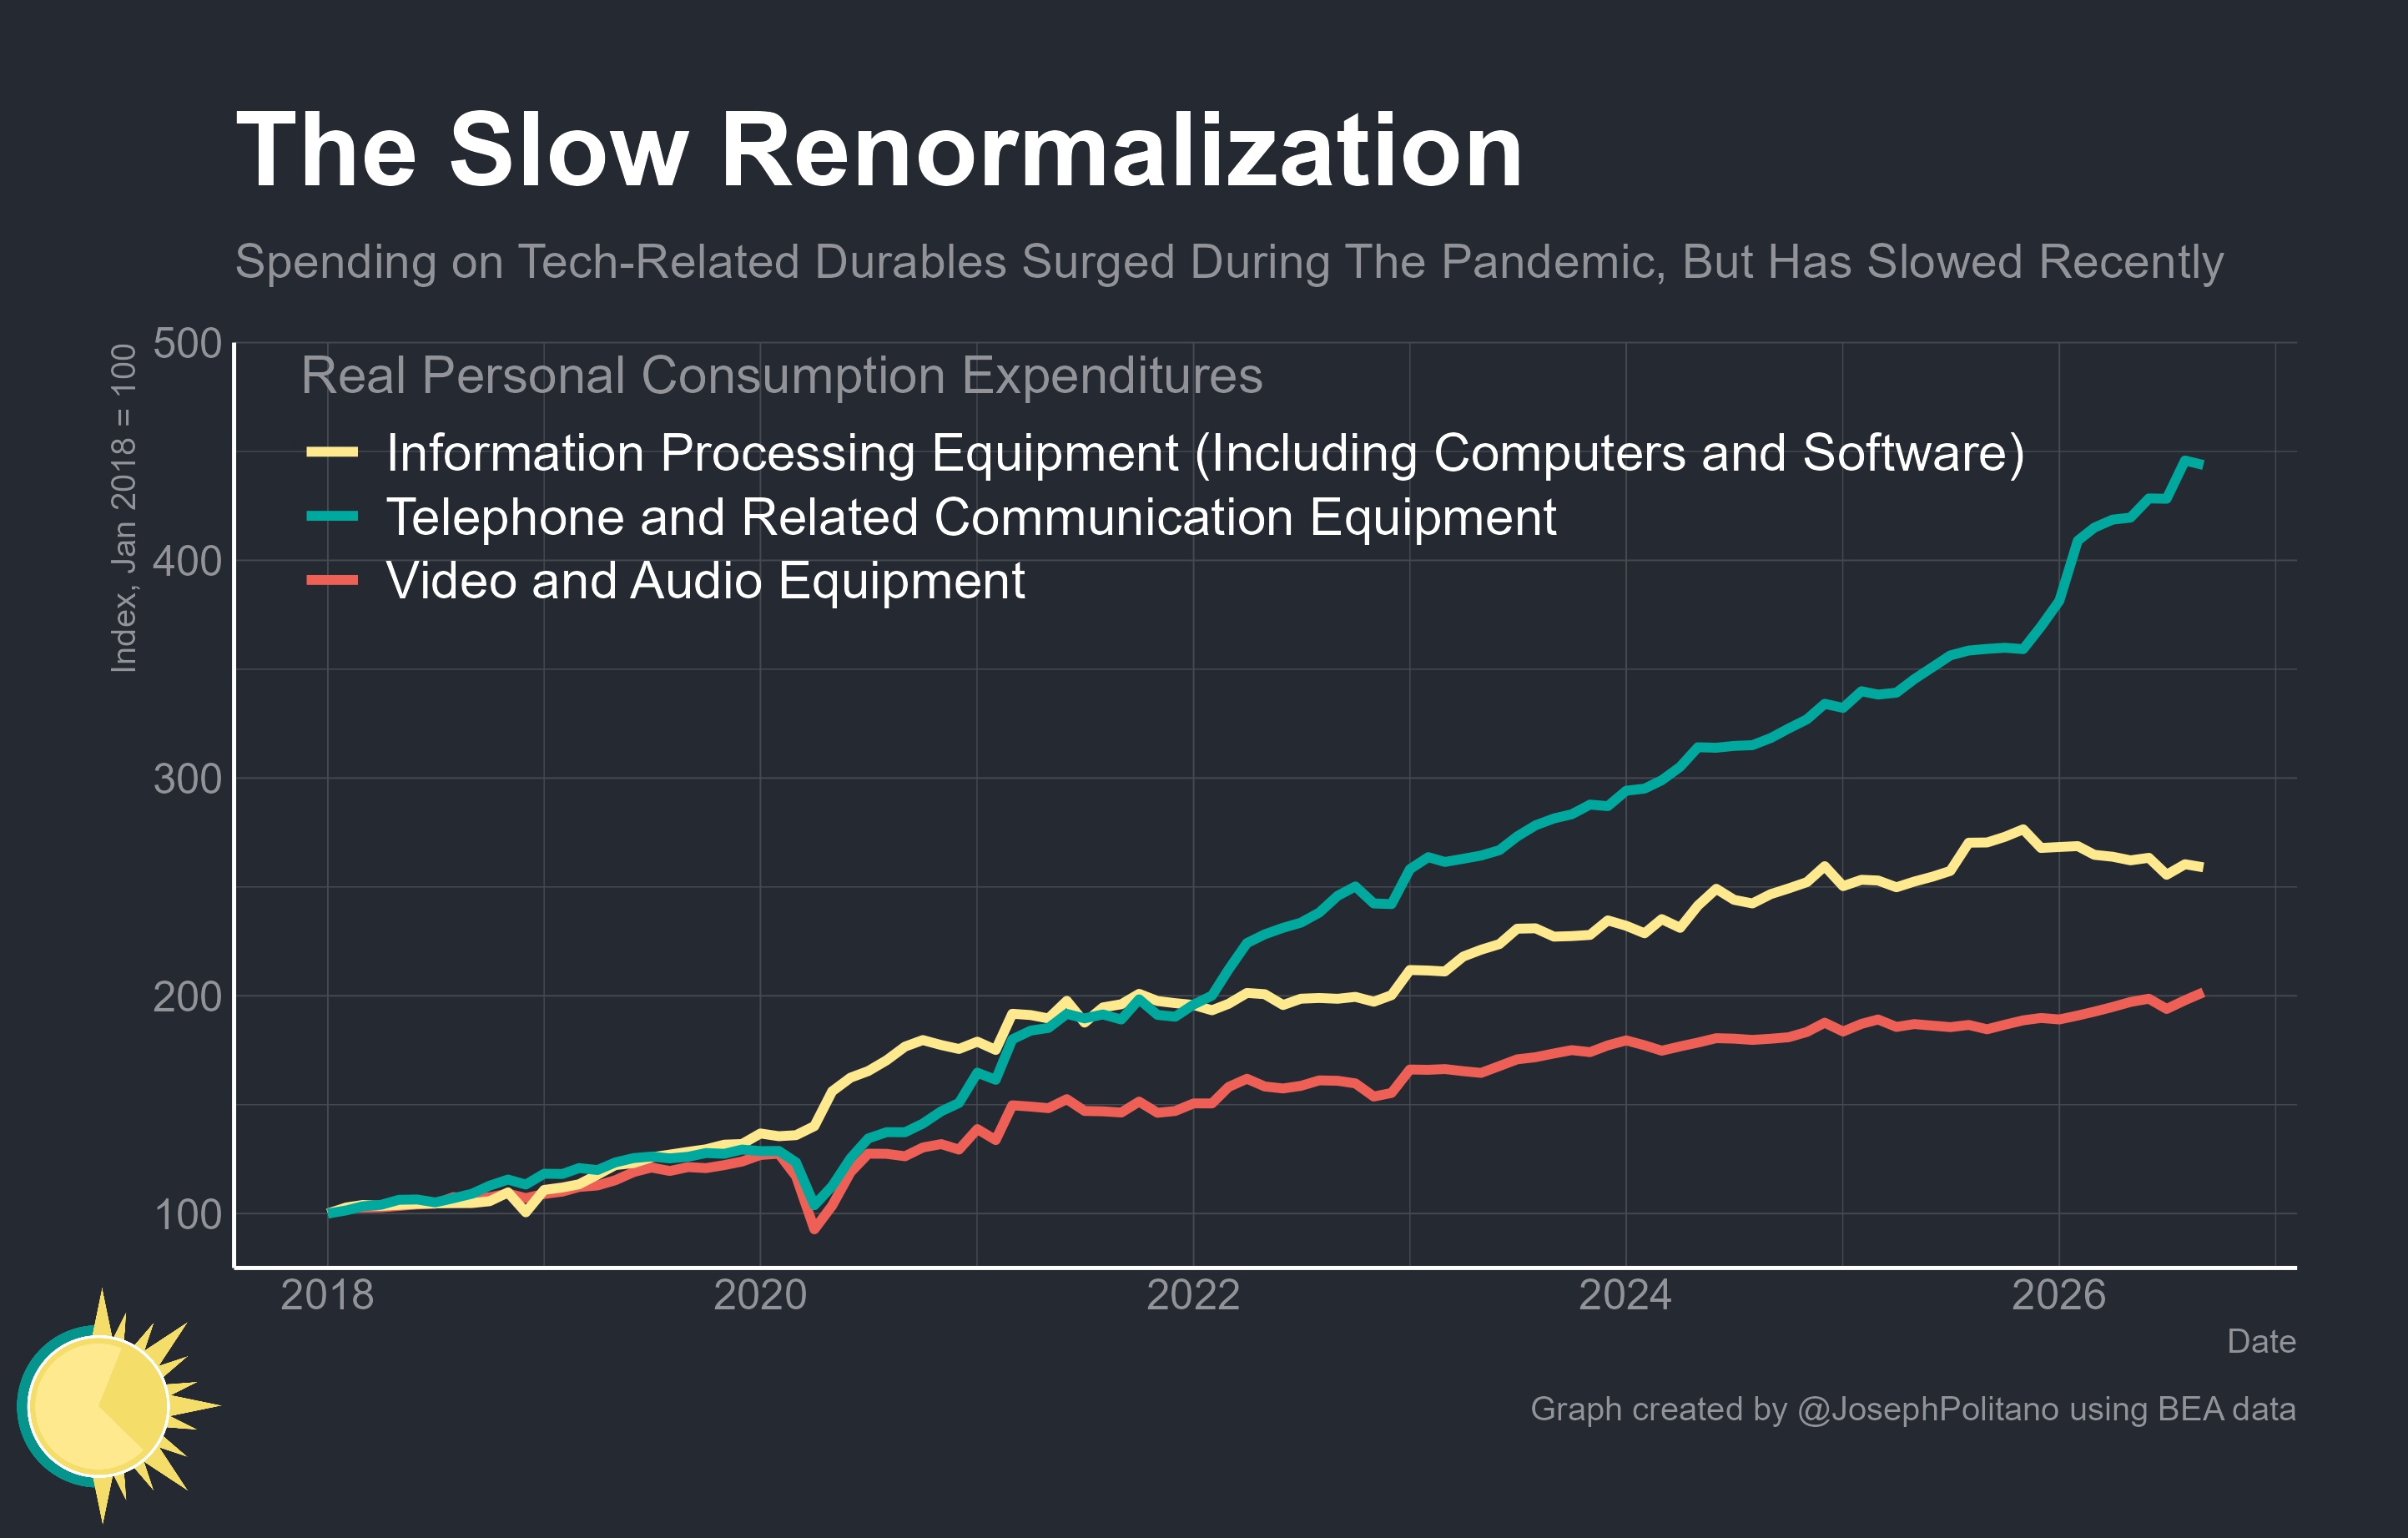 The Slow Renormalization
Spending on Tech-Related Durables Surged During The Pandemic, But Has Slowed Recently
Index, Jan 2018 = 100
500
400
300
200
100
Real Personal Consumption Expenditures
Information Processing Equipment (Including Computers and Software)
Telephone and Related Communication Equipment
Video and Audio Equipment
2018 2020 2022 2024 2026
Date
Graph created by @JosephPolitano using BEA data